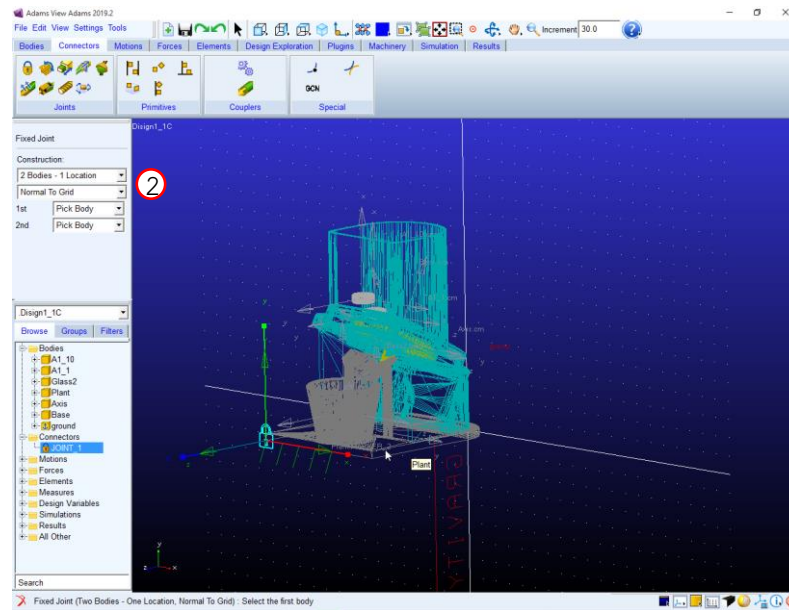 Adams View Adams 2019.2
File Edit View Settings Tools
Increment 30.0
Bodies Connectors Motions Forces Elements Design Exploration Plugins Machinery Simulation Results
GCN
Joints Primitives Couplers Special
Disign1_1C
Fixed Joint
Construction:
2 Bodies - 1 Location
2
Normal To Grid
1st Pick Body
2nd Pick Body
Disign1_1C
Browse Groups Filters
Bodies
A1_10
A1_1
Glass2
Plant
Axis
Base
ground
Connectors
JOINT_1
Motions
Forces
Elements
Measures
Design Variables
Simulations
Results
All Other
Axis.cm
Plant
GRAVITY
Search
Fixed Joint (Two Bodies - One Location, Normal To Grid) : Select the first body